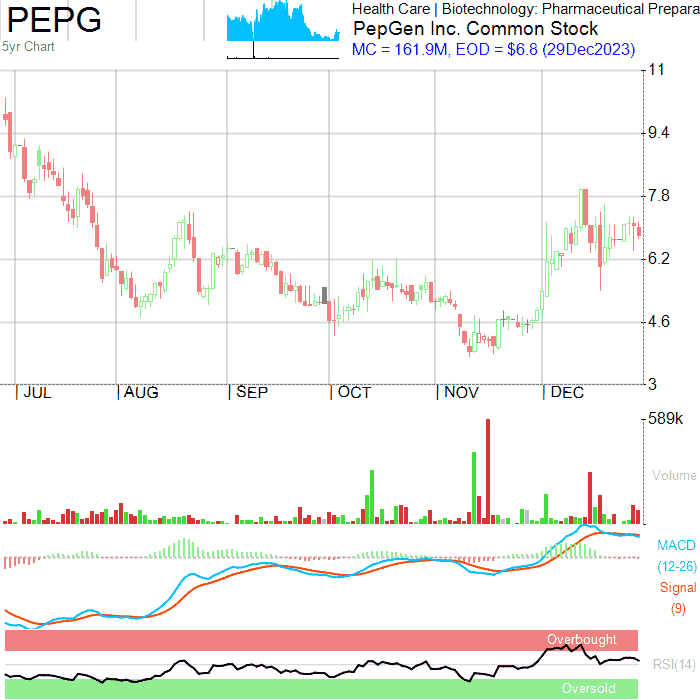 PEPG
5yr Chart
Health Care | Biotechnology: Pharmaceutical Prepara
PepGen Inc. Common Stock
MC = 161.9M, EOD = $6.8 (29Dec2023)
11
9.4
7.8
6.2
4.6
3
| JUL | AUG | SEP | OCT | NOV | DEC
589k
Volume
MACD
(12-26)
Signal
(9)
Overbought
RSI(14)
Oversold